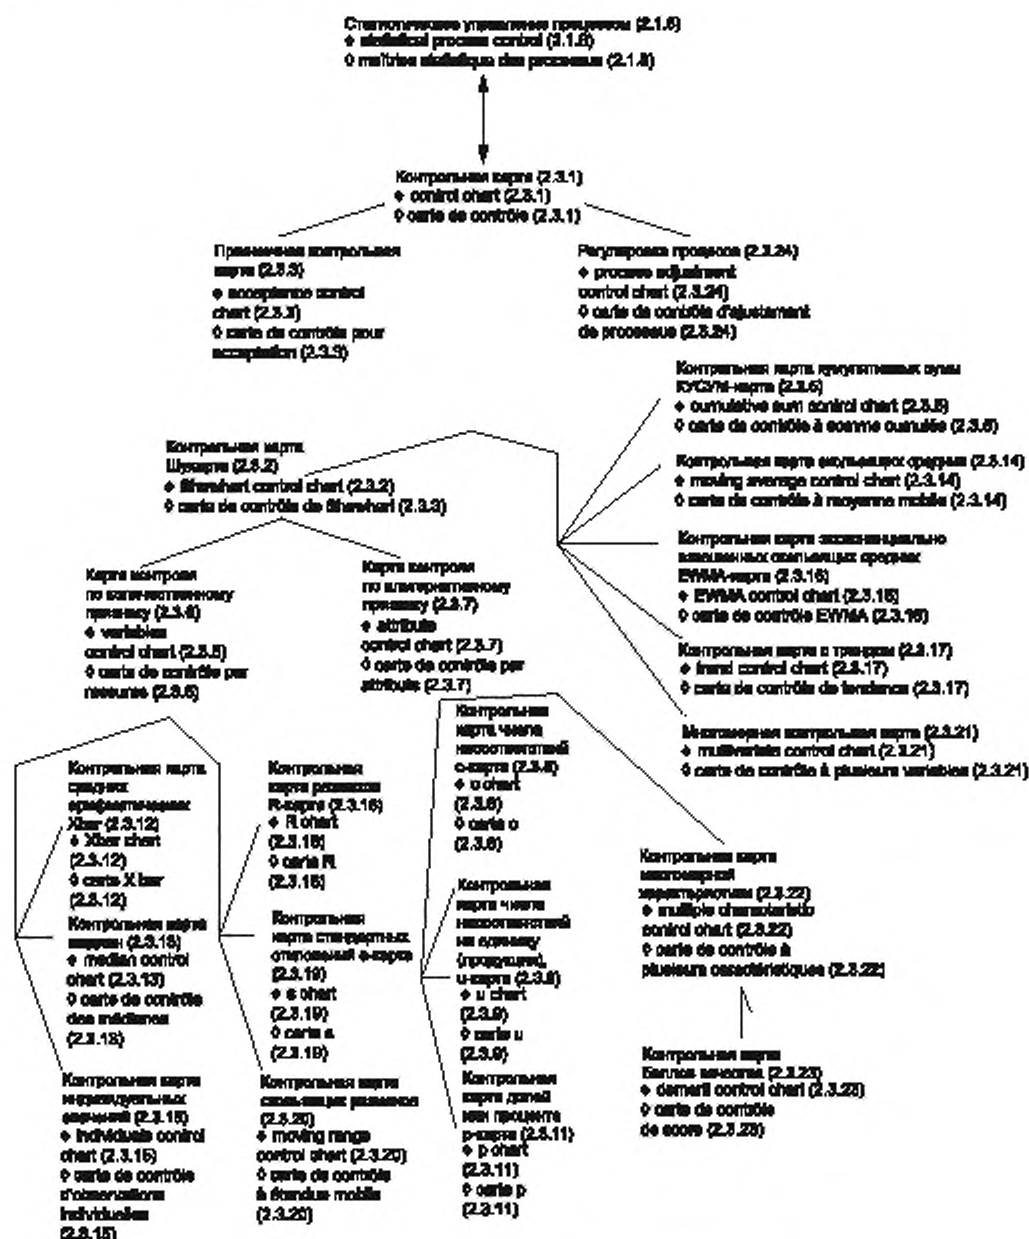 Статистическое управление процессом (2.1.6)
♦ statistical process control (2.1.6)
◊ maîtrise statistique des processus (2.1.6)
Контрольная карта (2.3.1)
♦ control chart (2.3.1)
◊ carte de contrôle (2.3.1)
Приемочная контрольная
карта (2.3.3)
♦ acceptance control
chart (2.3.3)
◊ carte de contrôle pour
acceptation (2.3.3)
Регулировка процесса (2.3.24)
♦ process adjustment
control chart (2.3.24)
◊ carte de contrôle d'ajustement
de processus (2.3.24)
Контрольная карта кумулятивных сумм
КУСУМ-карта (2.3.5)
♦ cumulative sum control chart (2.3.5)
◊ carte de contrôle à somme cumulée (2.3.5)
Контрольная карта скользящих средних (2.3.14)
♦ moving average control chart (2.3.14)
◊ carte de contrôle à moyenne mobile (2.3.14)
Контрольная карта экспоненциально
взвешенных скользящих средних
EWMA-карта
♦ EWMA control chart
◊ carte de contrôle EWMA
Контрольная карта с трендом (2.3.17)
♦ trend control chart (2.3.17)
◊ carte de contrôle de tendance (2.3.17)
Многомерная контрольная карта (2.3.21)
♦ multivariate control chart (2.3.21)
◊ carte de contrôle à plusieurs variables (2.3.21)
Контрольная карта
Шухарта (2.3.2)
♦ Shewhart control chart (2.3.2)
◊ carte de contrôle de Shewhart (2.3.3)
Карта контроля
по количественному
признаку
♦ variables
control chart
◊ carte de contrôle par
mesures
Карта контроля
по альтернативному
признаку (2.3.7)
♦ attribute
control chart (2.3.7)
◊ carte de contrôle par
attributs (2.3.7)
Контрольная карта
средних
арифметических
Xbar (2.3.12)
♦ Xbar chart
(2.3.12)
◊ carte X bar
(2.3.12)
Контрольная карта
медиан (2.3.13)
♦ median control
chart (2.3.13)
◊ carte de contrôle
des médianes
(2.3.13)
Контрольная карта
индивидуальных
значений (2.3.15)
♦ individuals control
chart (2.3.15)
◊ carte de contrôle
d'observations
individuelles
(2.3.15)
Контрольная
карта размахов
R-карта (2.3.18)
♦ R chart
(2.3.18)
◊ carte R
(2.3.18)
Контрольная
карта стандартных
отклонений s-карта
(2.3.19)
♦ s chart
(2.3.19)
◊ carte s
(2.3.19)
Контрольная карта
скользящих размахов
(2.3.20)
♦ moving range
control chart (2.3.20)
◊ carte de contrôle
à étendue mobile
(2.3.20)
Контрольная
карта числа
несоответствий
c-карта (2.3.8)
♦ c chart
(2.3.8)
◊ carte c
(2.3.8)
Контрольная
карта числа
несоответствий
на единицу
(продукции),
u-карта (2.3.9)
♦ u chart
(2.3.9)
◊ carte u
(2.3.9)
Контрольная
карта долей
или процента
p-карта (2.3.11)
♦ p chart
(2.3.11)
◊ carte p
(2.3.11)
Контрольная карта
многомерной
характеристики (2.3.22)
♦ multiple characteristic
control chart (2.3.22)
◊ carte de contrôle à
plusieurs caractéristiques (2.3.22)
Контрольная карта
Баллов качества (2.3.23)
♦ demerit control chart (2.3.23)
◊ carte de contrôle
de score (2.3.23)